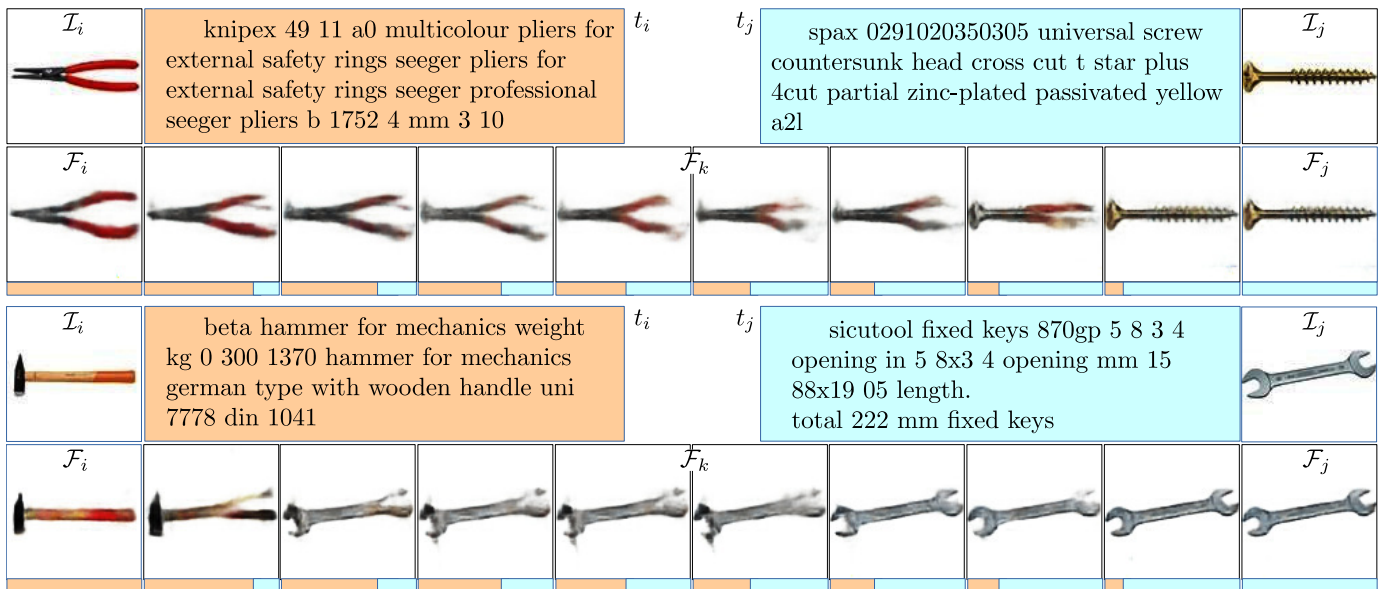 𝓘ᵢ
knipex 49 11 a0 multicolour pliers for
external safety rings seeger pliers for
external safety rings seeger professional
seeger pliers b 1752 4 mm 3 10
tᵢ
tⱼ
spax 0291020350305 universal screw
countersunk head cross cut t star plus
4cut partial zinc-plated passivated yellow
a2l
𝓘ⱼ
𝓕ᵢ
𝓕ₖ
𝓕ⱼ
𝓘ᵢ
beta hammer for mechanics weight
kg 0 300 1370 hammer for mechanics
german type with wooden handle uni
7778 din 1041
tᵢ
tⱼ
sicutool fixed keys 870gp 5 8 3 4
opening in 5 8x3 4 opening mm 15
88x19 05 length.
total 222 mm fixed keys
𝓘ⱼ
𝓕ᵢ
𝓕ₖ
𝓕ⱼ